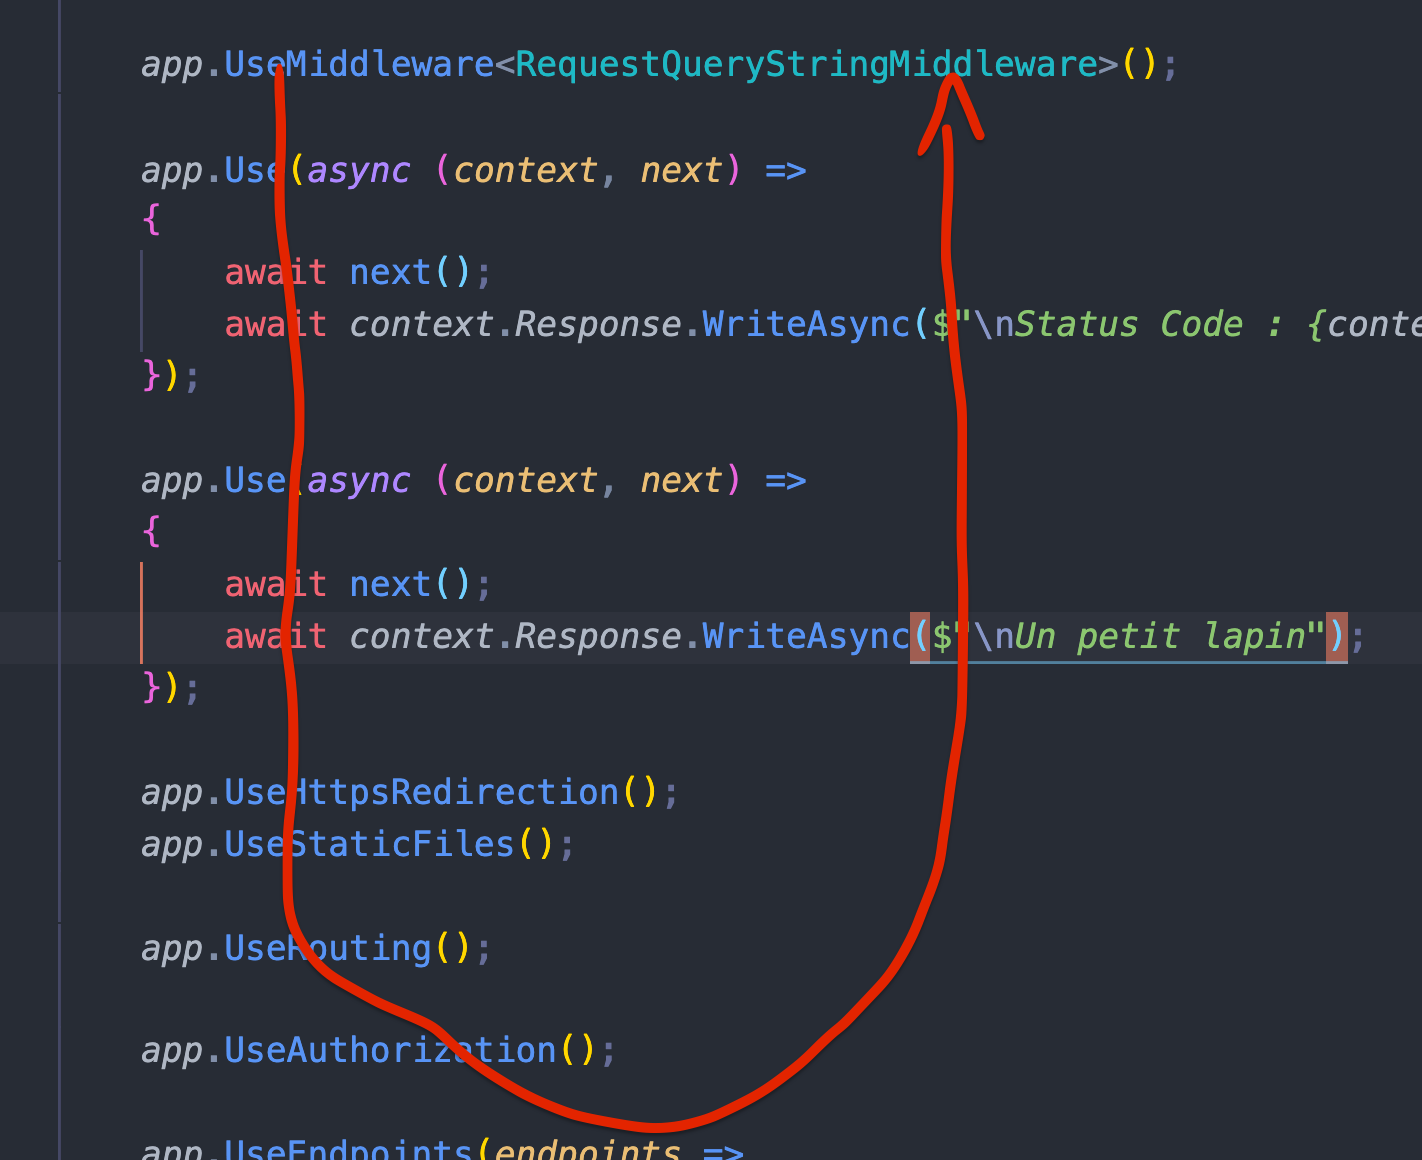 app.UseMiddleware<RequestQueryStringMiddleware>();
app.Use(async (context, next) =>
{
await next();
await context.Response.WriteAsync($"\nStatus Code : {conte
});
app.Use(async (context, next) =>
{
await next();
await context.Response.WriteAsync($"\nUn petit lapin");
});
app.UseHttpsRedirection();
app.UseStaticFiles();
app.UseRouting();
app.UseAuthorization();
app.UseEndpoints(endpoints =>